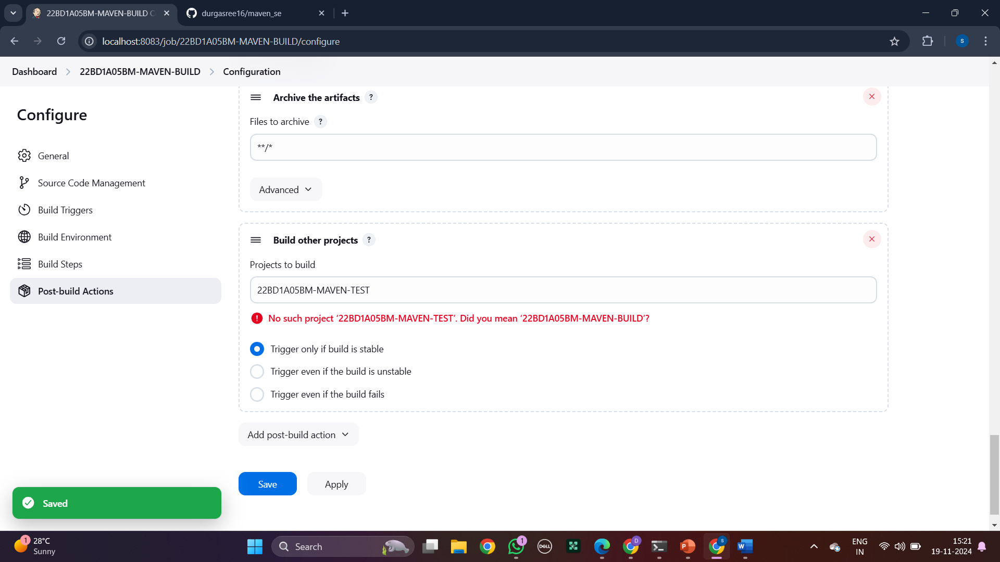 22BD1A05BM-MAVEN-BUILD C
durgasree16/maven_se
localhost:8083/job/22BD1A05BM-MAVEN-BUILD/configure
S
Dashboard
22BD1A05BM-MAVEN-BUILD
Configuration
Configure
General
Source Code Management
Build Triggers
Build Environment
Build Steps
Post-build Actions
Archive the artifacts ?
Files to archive ?
**/*
Advanced
Build other projects ?
Projects to build
22BD1A05BM-MAVEN-TEST
No such project ‘22BD1A05BM-MAVEN-TEST’. Did you mean ‘22BD1A05BM-MAVEN-BUILD’?
Trigger only if build is stable
Trigger even if the build is unstable
Trigger even if the build fails
Add post-build action
Save
Apply
Saved
1
28°C
Sunny
Search
1
DELL
D
P
S
W
ENG
IN
15:21
19-11-2024